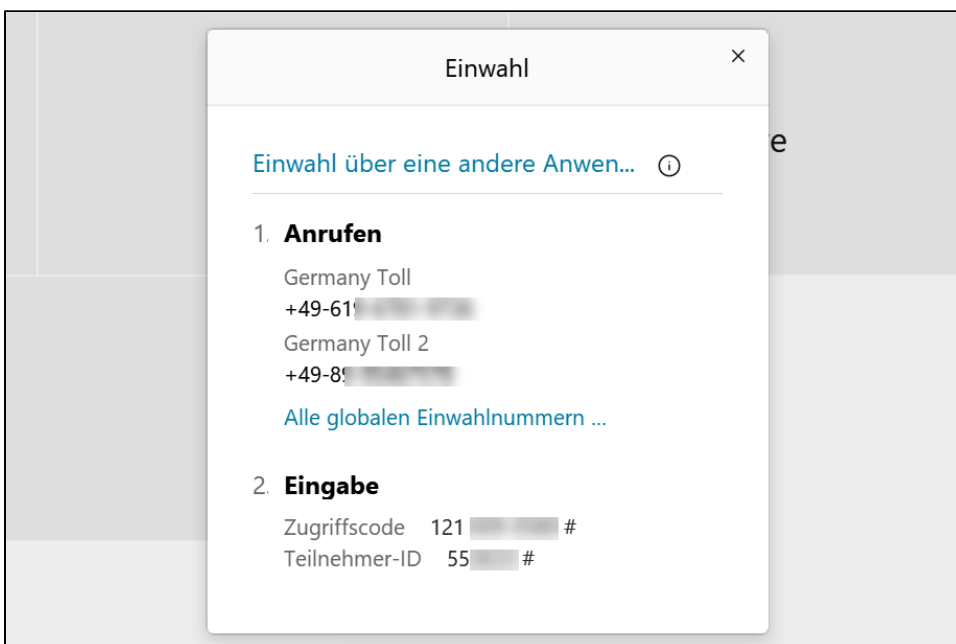 Einwahl
Einwahl über eine andere Anwen...
1. Anrufen
Germany Toll
+49-619
Germany Toll 2
+49-89
Alle globalen Einwahlnummern ...
2. Eingabe
Zugriffscode 121 #
Teilnehmer-ID 55 #